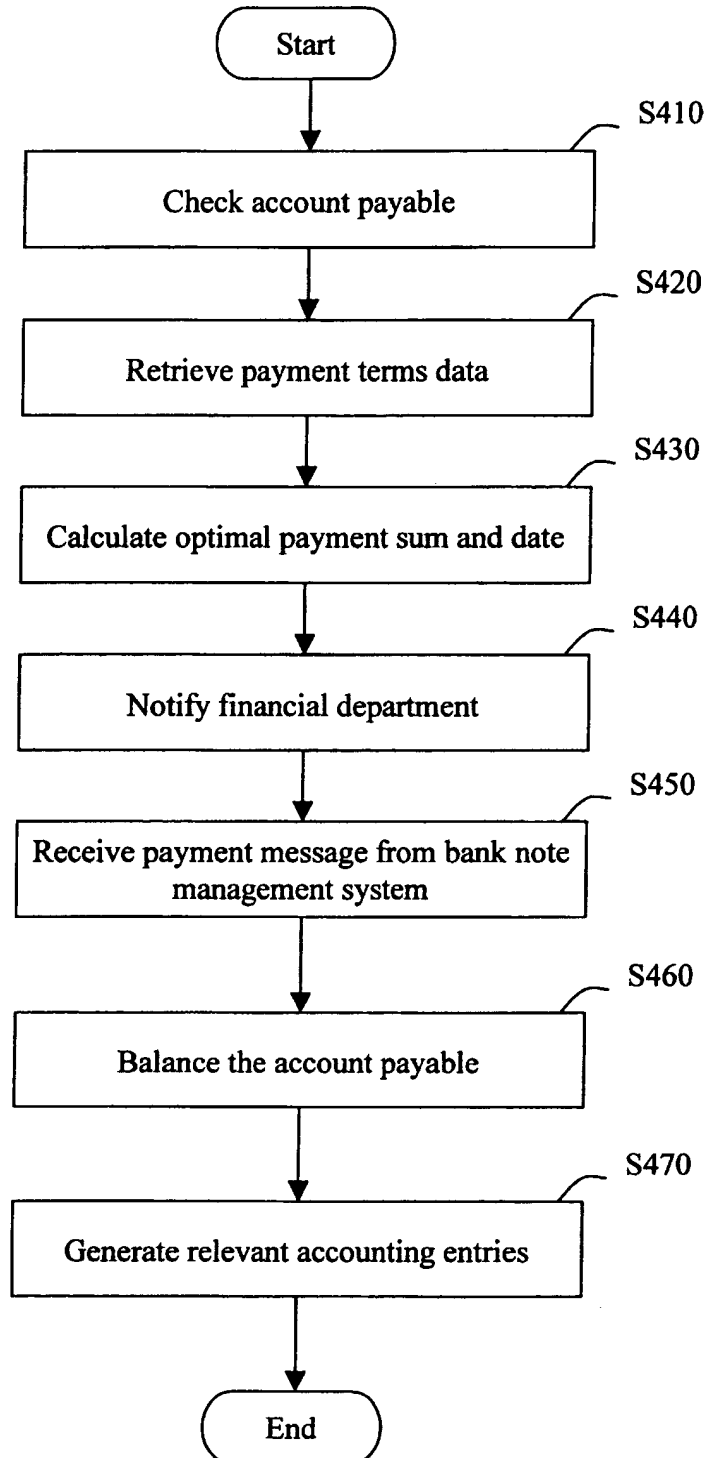 Start
S410
Check account payable
S420
Retrieve payment terms data
S430
Calculate optimal payment sum and date
S440
Notify financial department
S450
Receive payment message from bank note
management system
S460
Balance the account payable
S470
Generate relevant accounting entries
End